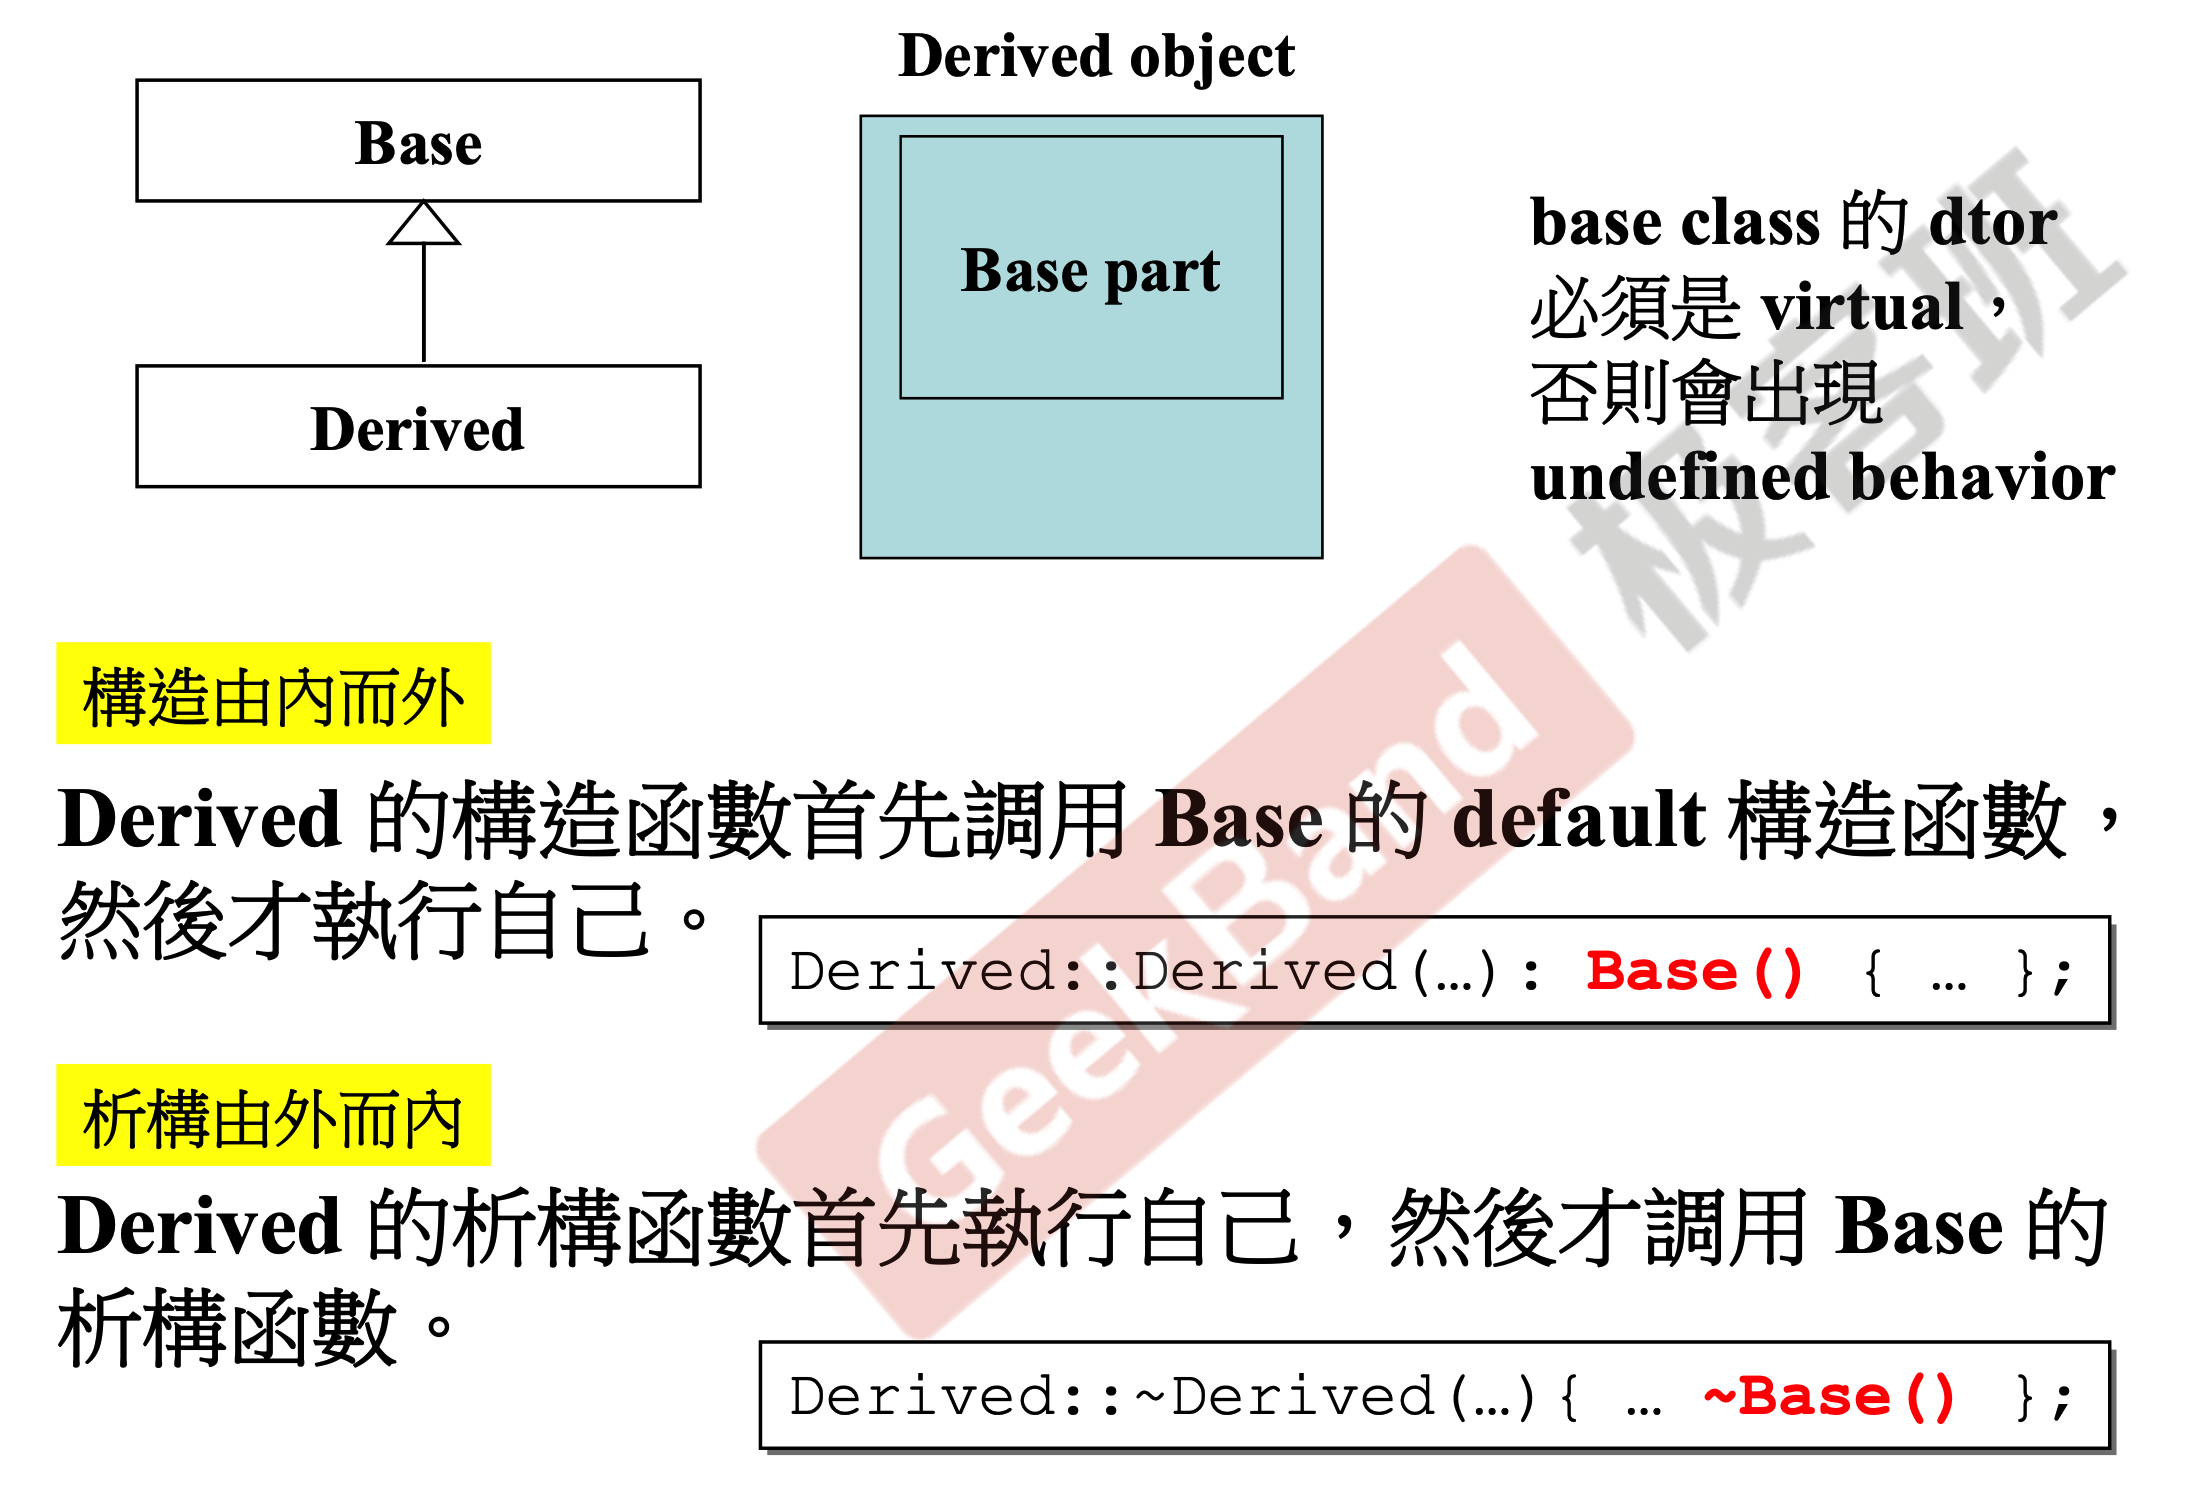 Derived object
Base
Base part
Derived
base class 的 dtor
必須是 virtual，
否則會出現
undefined behavior
極客班
構造由內而外
Derived 的構造函數首先調用 Base 的 default 構造函數，
然後才執行自己。
Derived::Derived(…): Base() { … };
GeekBand
析構由外而內
Derived 的析構函數首先執行自己，然後才調用 Base 的
析構函數。
Derived::~Derived(…){ … ~Base() };